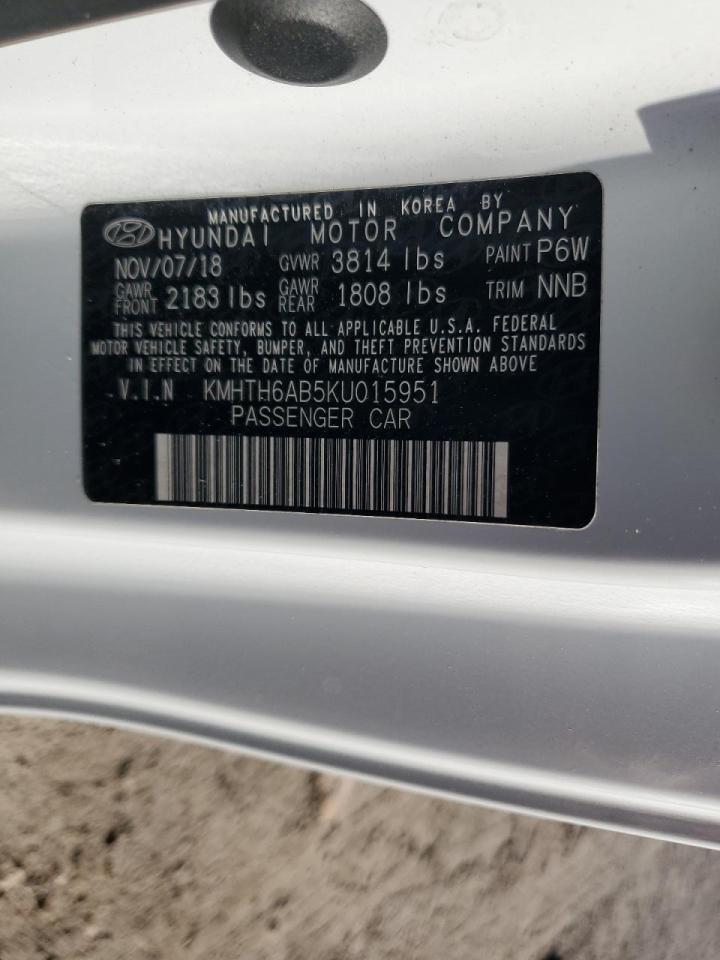 MANUFACTURED IN KOREA BY
HYUNDAI MOTOR COMPANY
NOV/07/18 GVWR 3814 lbs PAINT P6W
GAWR FRONT 2183 lbs GAWR REAR 1808 lbs TRIM NNB
THIS VEHICLE CONFORMS TO ALL APPLICABLE U.S.A. FEDERAL
MOTOR VEHICLE SAFETY, BUMPER, AND THEFT PREVENTION STANDARDS
IN EFFECT ON THE DATE OF MANUFACTURE SHOWN ABOVE.
V.I.N KMHTH6AB5KU015951
PASSENGER CAR